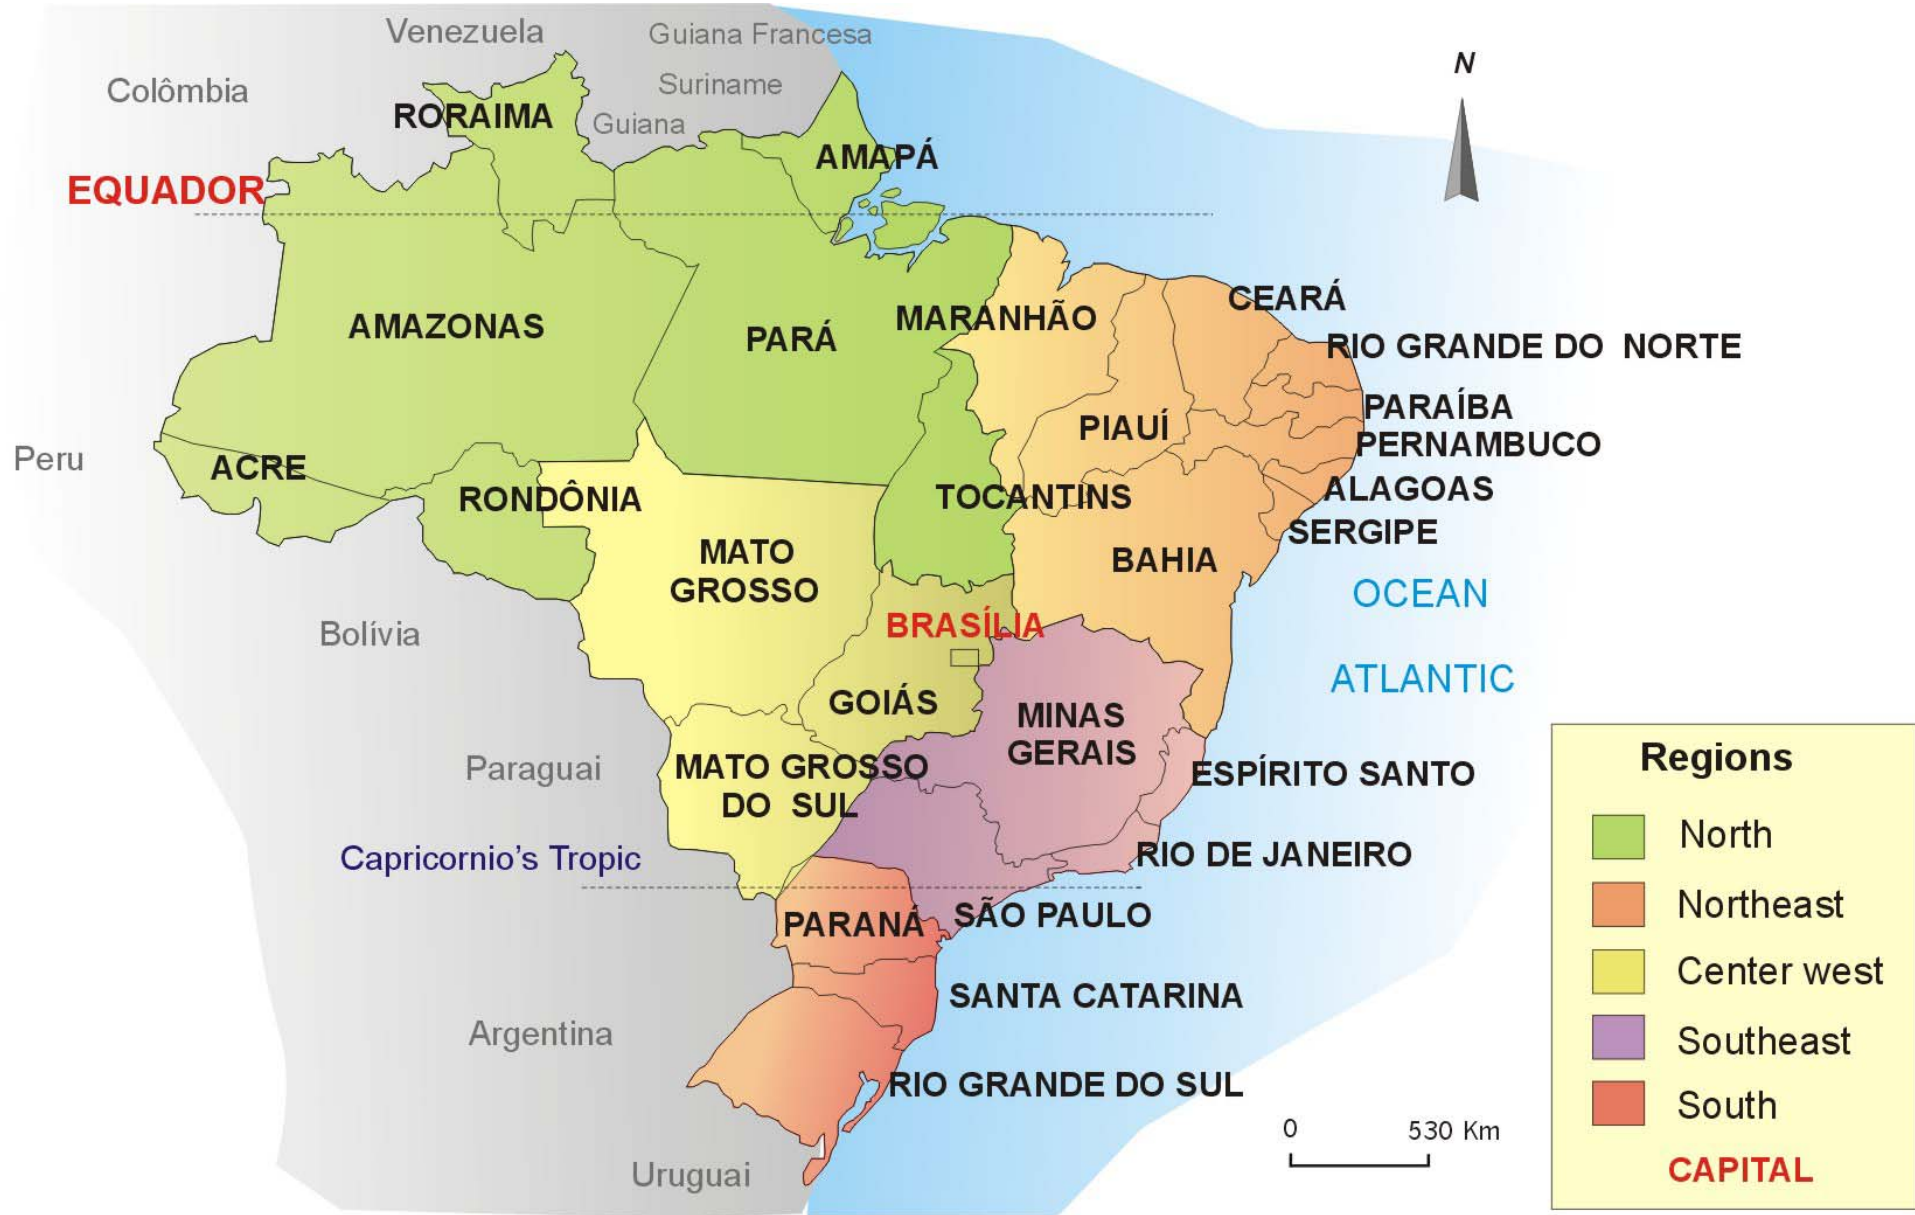 Venezuela
Guiana Francesa
Colômbia
Suriname
RORAIMA
Guiana
N
AMAPÁ
EQUADOR
AMAZONAS
PARÁ
MARANHÃO
CEARÁ
RIO GRANDE DO NORTE
PARAÍBA
PIAUÍ
PERNAMBUCO
Peru
ACRE
RONDÔNIA
TOCANTINS
ALAGOAS
SERGIPE
MATO
GROSSO
BAHIA
OCEAN
ATLANTIC
Bolívia
BRASÍLIA
GOIÁS
MINAS
GERAIS
Paraguai
MATO GROSSO
DO SUL
ESPÍRITO SANTO
Capricornio’s Tropic
RIO DE JANEIRO
PARANÁ
SÃO PAULO
SANTA CATARINA
Argentina
RIO GRANDE DO SUL
Uruguai
0 530 Km
Regions
North
Northeast
Center west
Southeast
South
CAPITAL